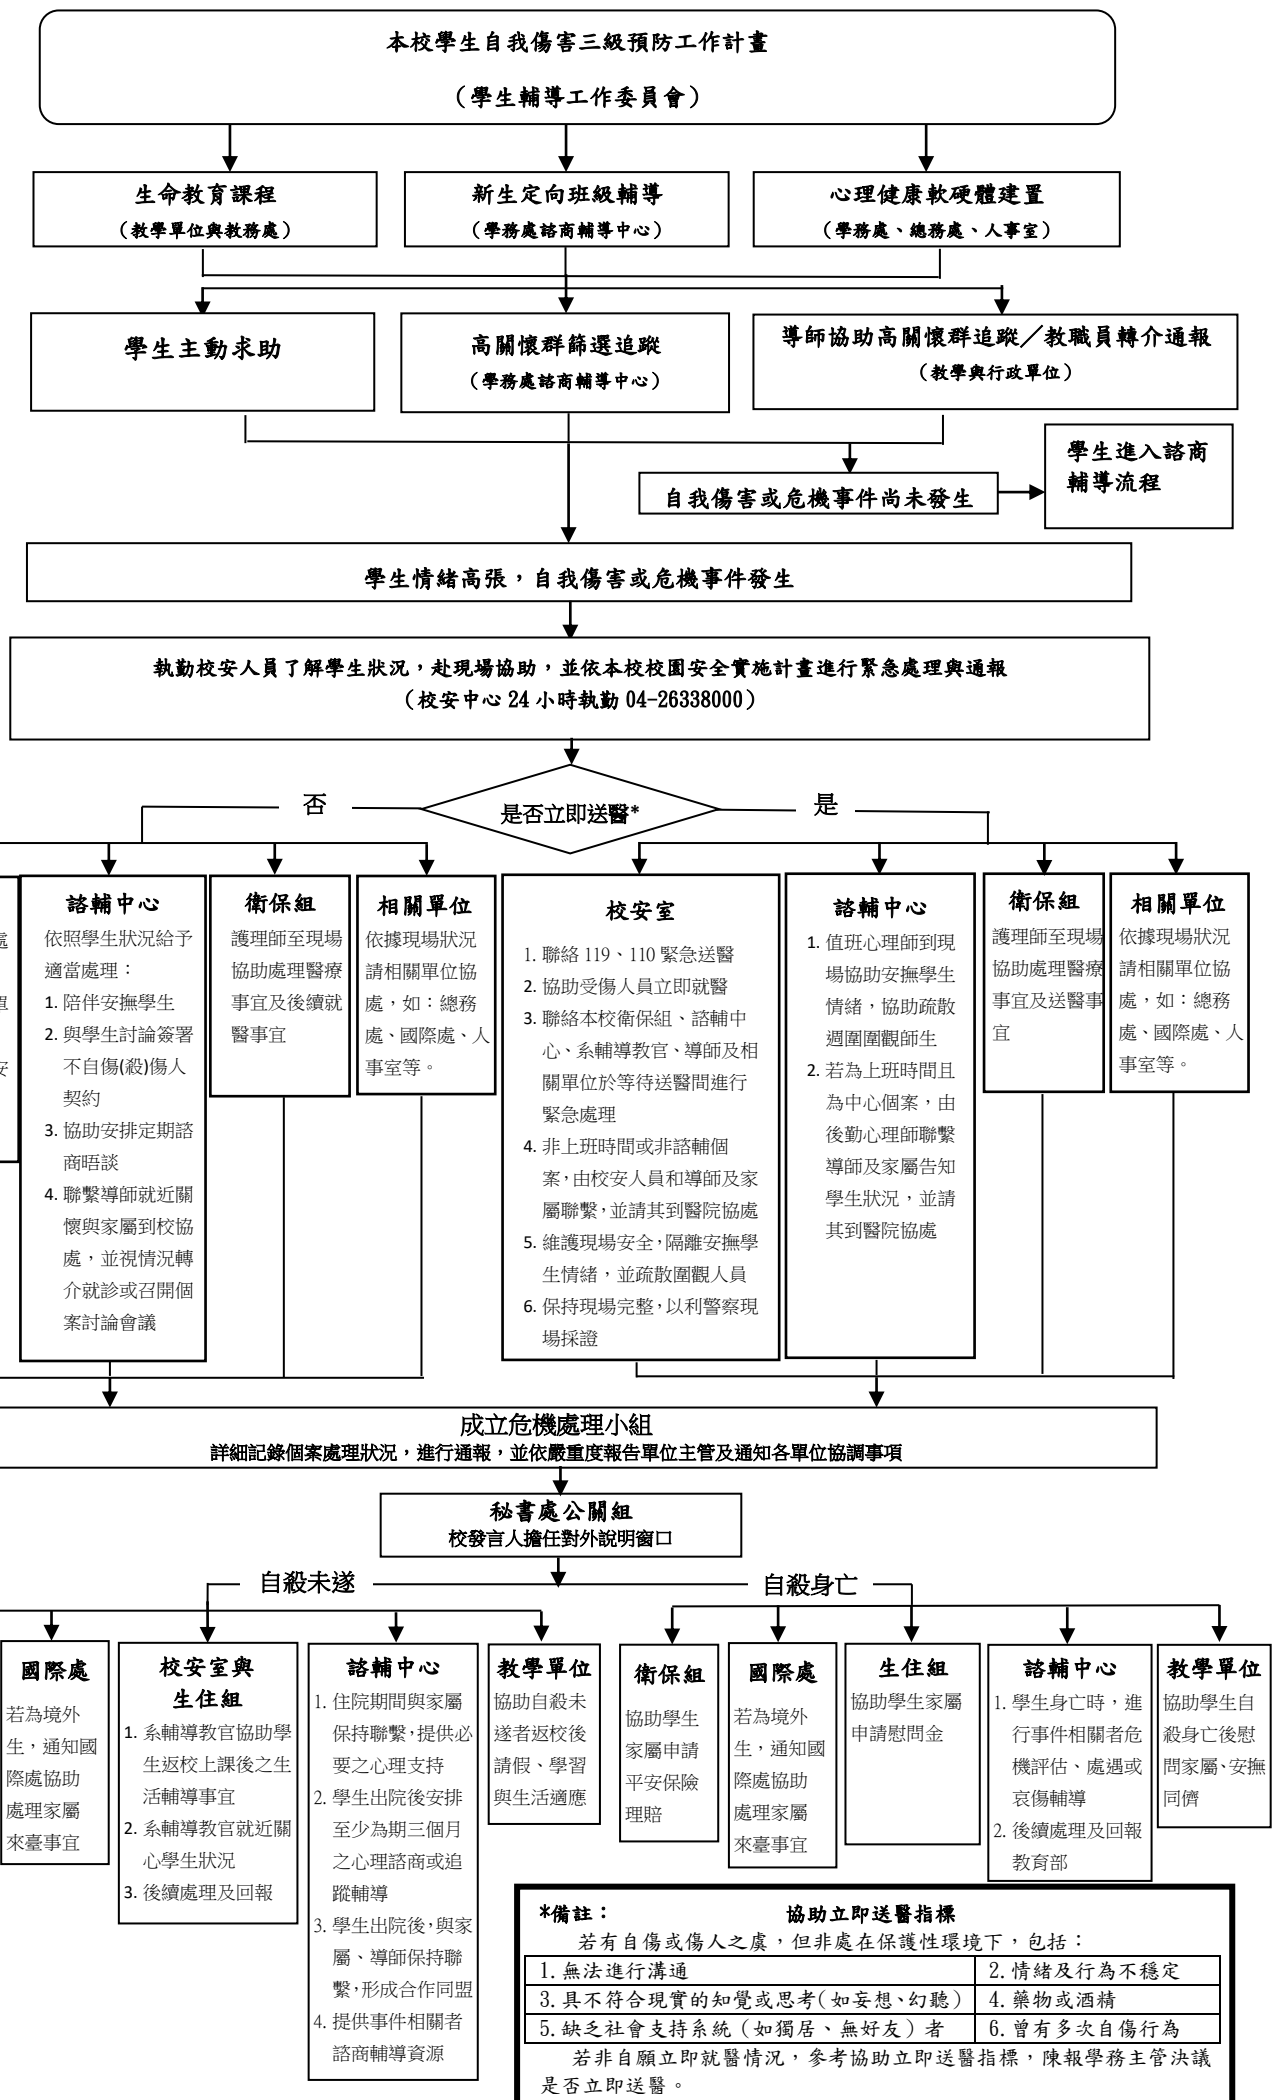 本校學生自我傷害三級預防工作計畫
（學生輔導工作委員會）
生命教育課程
（教學單位與教務處）
新生定向班級輔導
（學務處諮商輔導中心）
心理健康軟硬體建置
（學務處、總務處、人事室）
學生主動求助
高關懷群篩選追蹤
（學務處諮商輔導中心）
導師協助高關懷群追蹤／教職員轉介通報
（教學與行政單位）
自我傷害或危機事件尚未發生
學生進入諮商
輔導流程
學生情緒高張，自我傷害或危機事件發生
執勤校安人員了解學生狀況，赴現場協助，並依本校校園安全實施計畫進行緊急處理與通報
（校安中心 24 小時執勤 04-26338000）
是否立即送醫*
否
是
諮輔中心
依照學生狀況給予
適當處理：
1. 陪伴安撫學生
2. 與學生討論簽署
不自傷(殺)傷人
契約
3. 協助安排定期諮
商晤談
4. 聯繫導師就近關
懷與家屬到校協
處，並視情況轉
介就診或召開個
案討論會議
衛保組
護理師至現場
協助處理醫療
事宜及後續就
醫事宜
相關單位
依據現場狀況
請相關單位協
處，如：總務
處、國際處、人
事室等。
校安室
1. 聯絡 119、110 緊急送醫
2. 協助受傷人員立即就醫
3. 聯絡本校衛保組、諮輔中
心、系輔導教官、導師及相
關單位於等待送醫間進行
緊急處理
4. 非上班時間或非諮輔個
案，由校安人員和導師及家
屬聯繫，並請其到醫院協處
5. 維護現場安全，隔離安撫學
生情緒，並疏散圍觀人員
6. 保持現場完整，以利警察現
場採證
諮輔中心
1. 值班心理師到現
場協助安撫學生
情緒，協助疏散
週圍圍觀師生
2. 若為上班時間且
為中心個案，由
後勤心理師聯繫
導師及家屬告知
學生狀況，並請
其到醫院協處
衛保組
護理師至現場
協助處理醫療
事宜及送醫事
宜
相關單位
依據現場狀況
請相關單位協
處，如：總務
處、國際處、人
事室等。
成立危機處理小組
詳細記錄個案處理狀況，進行通報，並依嚴重度報告單位主管及通知各單位協調事項
秘書處公關組
校發言人擔任對外說明窗口
自殺未遂
自殺身亡
國際處
若為境外
生，通知國
際處協助
處理家屬
來臺事宜
校安室與
生住組
1. 系輔導教官協助學
生返校上課後之生
活輔導事宜
2. 系輔導教官就近關
心學生狀況
3. 後續處理及回報
諮輔中心
1. 住院期間與家屬
保持聯繫，提供必
要之心理支持
2. 學生出院後安排
至少為期三個月
之心理諮商或追
蹤輔導
3. 學生出院後，與家
屬、導師保持聯
繫，形成合作同盟
4. 提供事件相關者
諮商輔導資源
教學單位
協助自殺未
遂者返校後
請假、學習
與生活適應
衛保組
協助學生
家屬申請
平安保險
理賠
國際處
若為境外
生，通知國
際處協助
處理家屬
來臺事宜
生住組
協助學生家屬
申請慰問金
諮輔中心
1. 學生身亡時，進
行事件相關者危
機評估、處遇或
哀傷輔導
2. 後續處理及回報
教育部
教學單位
協助學生自
殺身亡後慰
問家屬、安撫
同儕
*備註： 協助立即送醫指標
若有自傷或傷人之虞，但非處在保護性環境下，包括：
1.無法進行溝通 2.情緒及行為不穩定
3.具不符合現實的知覺或思考(如妄想、幻聽) 4.藥物或酒精
5.缺乏社會支持系統（如獨居、無好友）者 6.曾有多次自傷行為
若非自願立即就醫情況，參考協助立即送醫指標，陳報學務主管決議
是否立即送醫。